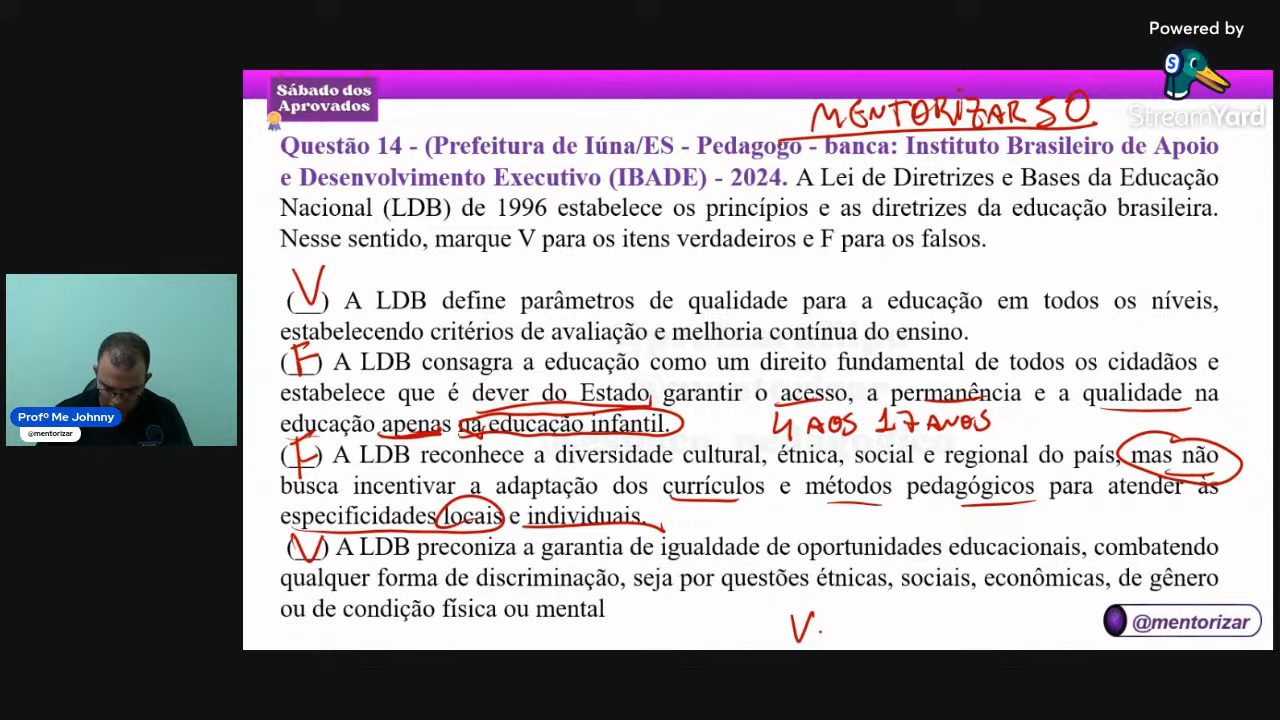 Powered by
S
StreamYard
Sábado dos
Aprovados
MENTORIZAR 50
Questão 14 - (Prefeitura de Iúna/ES - Pedagogo - banca: Instituto Brasileiro de Apoio
e Desenvolvimento Executivo (IBADE) - 2024. A Lei de Diretrizes e Bases da Educação
Nacional (LDB) de 1996 estabelece os princípios e as diretrizes da educação brasileira.
Nesse sentido, marque V para os itens verdadeiros e F para os falsos.
(V) A LDB define parâmetros de qualidade para a educação em todos os níveis,
estabelecendo critérios de avaliação e melhoria contínua do ensino.
(F) A LDB consagra a educação como um direito fundamental de todos os cidadãos e
estabelece que é dever do Estado, garantir o acesso, a permanência e a qualidade na
educação apenas na educação infantil. 4 AOS 17 ANOS
(F) A LDB reconhece a diversidade cultural, étnica, social e regional do país, mas não
busca incentivar a adaptação dos currículos e métodos pedagógicos para atender às
especificidades locais e individuais.
(V) A LDB preconiza a garantia de igualdade de oportunidades educacionais, combatendo
qualquer forma de discriminação, seja por questões étnicas, sociais, econômicas, de gênero
ou de condição física ou mental
V.
@mentorizar
Profº Me Johnny
@mentorizar